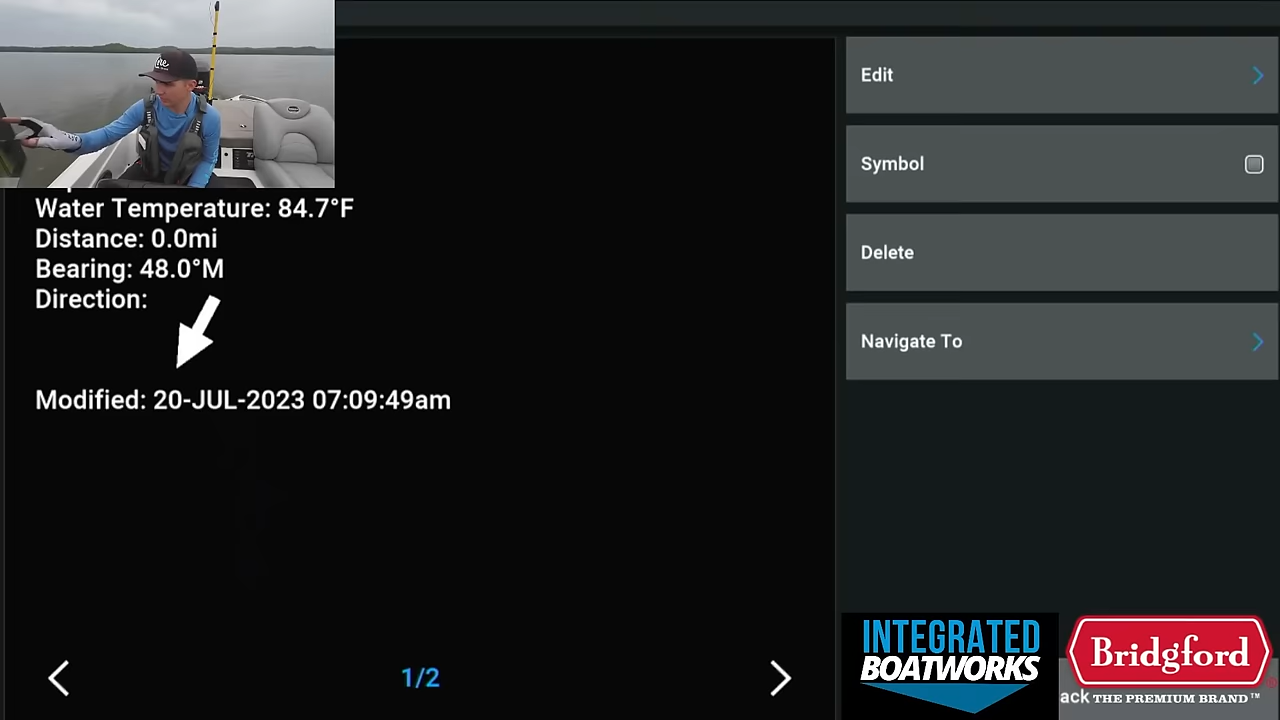 Water Temperature: 84.7°F
Distance: 0.0mi
Bearing: 48.0°M
Direction:
Modified: 20-JUL-2023 07:09:49am
1/2
Edit
Symbol
Delete
Navigate To
INTEGRATED
BOATWORKS
Bridgford
ack THE PREMIUM BRAND™